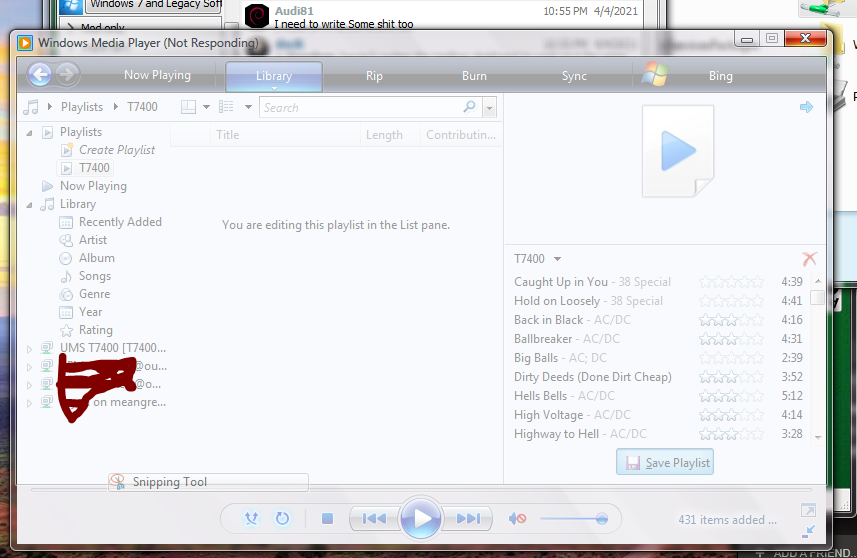 Windows 7 and Legacy Soft
Mod only
Audi81
10:55 PM 4/4/2021
I need to write Some shit too
Windows Media Player (Not Responding)
Now Playing
Library
Rip
Burn
Sync
Bing
Playlists
T7400
Search
Playlists
Create Playlist
T7400
Now Playing
Library
Recently Added
Artist
Album
Songs
Genre
Year
Rating
UMS T7400 [T7400...
@ou...
@o...
on meangre...
Title
Length
Contributin...
You are editing this playlist in the List pane.
T7400
Caught Up in You - 38 Special 4:39
Hold on Loosely - 38 Special 4:41
Back in Black - AC/DC 4:16
Ballbreaker - AC/DC 4:31
Big Balls - AC; DC 2:39
Dirty Deeds (Done Dirt Cheap) 3:52
Hells Bells - AC/DC 5:12
High Voltage - AC/DC 4:14
Highway to Hell - AC/DC 3:28
Save Playlist
Snipping Tool
431 items added ...
ADD A FRIEND